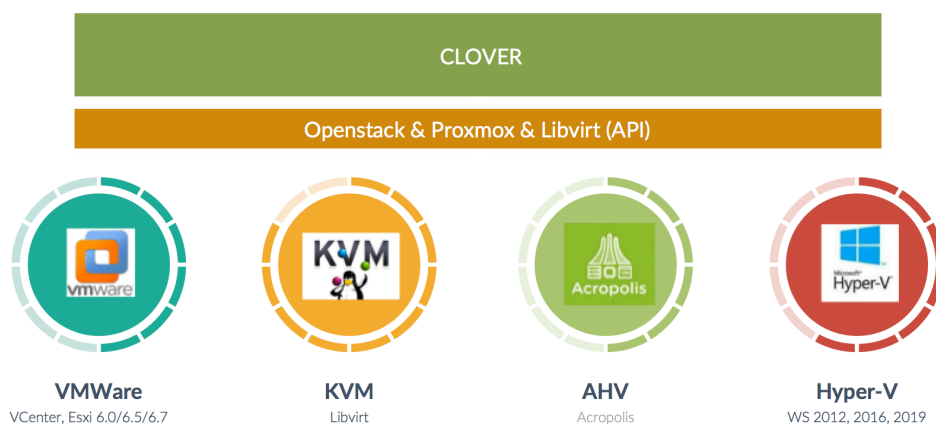 CLOVER
Openstack & Proxmox & Libvirt (API)
vmware
KVM
Acropolis
Microsoft®
Hyper-V
VMWare
VCenter, Esxi 6.0/6.5/6.7
KVM
Libvirt
AHV
Acropolis
Hyper-V
WS 2012, 2016, 2019